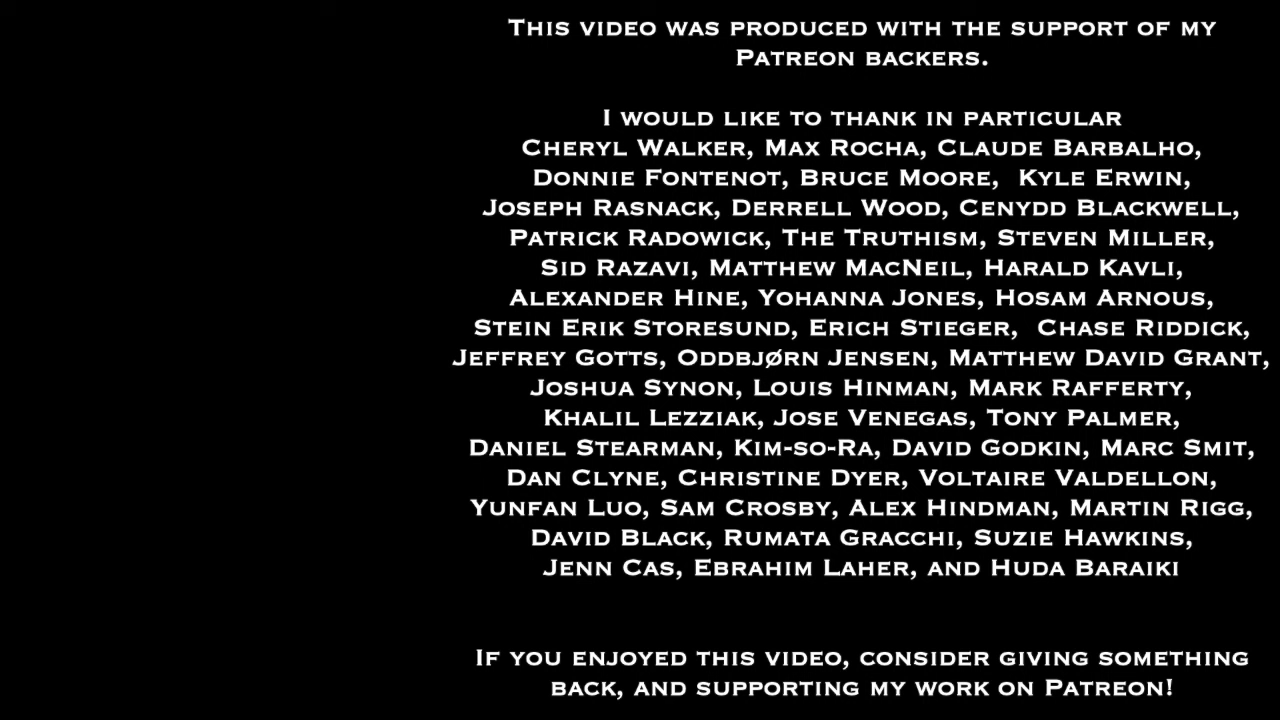 This video was produced with the support of my
Patreon backers.
I would like to thank in particular
Cheryl Walker, Max Rocha, Claude Barbalho,
Donnie Fontenot, Bruce Moore,  Kyle Erwin,
Joseph Rasnack, Derrell Wood, Cenydd Blackwell,
Patrick Radowick, The Truthism, Steven Miller,
Sid Razavi, Matthew MacNeil, Harald Kavli,
Alexander Hine, Yohanna Jones, Hosam Arnous,
Stein Erik Storesund, Erich Stieger,  Chase Riddick,
Jeffrey Gotts, Oddbjørn Jensen, Matthew David Grant,
Joshua Synon, Louis Hinman, Mark Rafferty,
Khalil Lezziak, Jose Venegas, Tony Palmer,
Daniel Stearman, Kim-so-Ra, David Godkin, Marc Smit,
Dan Clyne, Christine Dyer, Voltaire Valdellon,
Yunfan Luo, Sam Crosby, Alex Hindman, Martin Rigg,
David Black, Rumata Gracchi, Suzie Hawkins,
Jenn Cas, Ebrahim Laher, and Huda Baraiki
If you enjoyed this video, consider giving something
back, and supporting my work on Patreon!